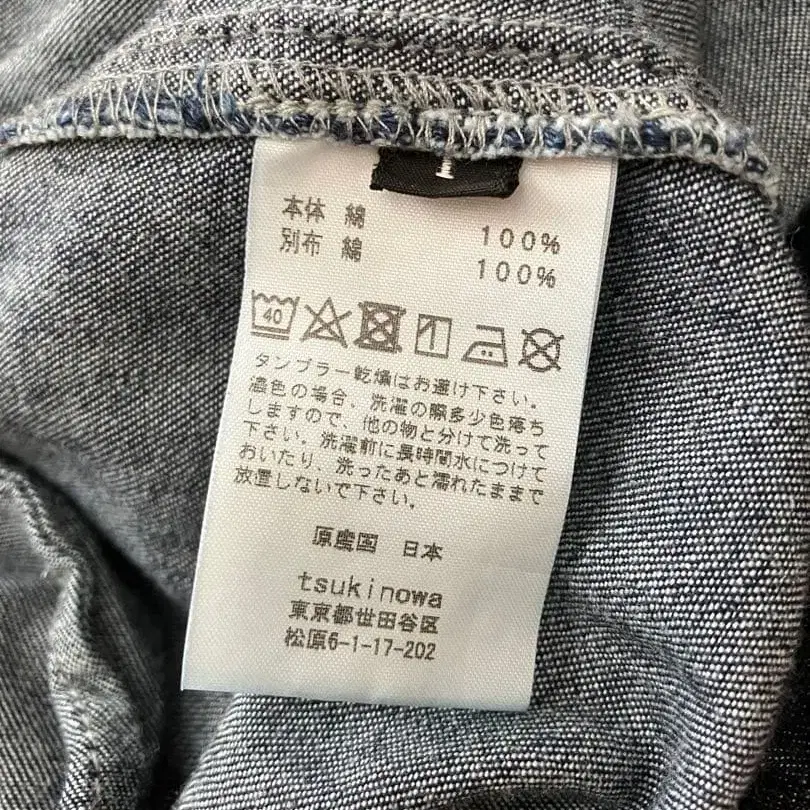 本体 綿 100%
別布 綿 100%
40
タンブラー乾燥はお避け下さい。
濃色の場合、洗濯の際多少色落ち
しますので、他の物と分けて洗って
下さい。洗濯前に長時間水につけて
おいたり、洗ったあと濡れたままで
放置しないで下さい。
原産国 日本
tsukinowa
東京都世田谷区
松原6-1-17-202